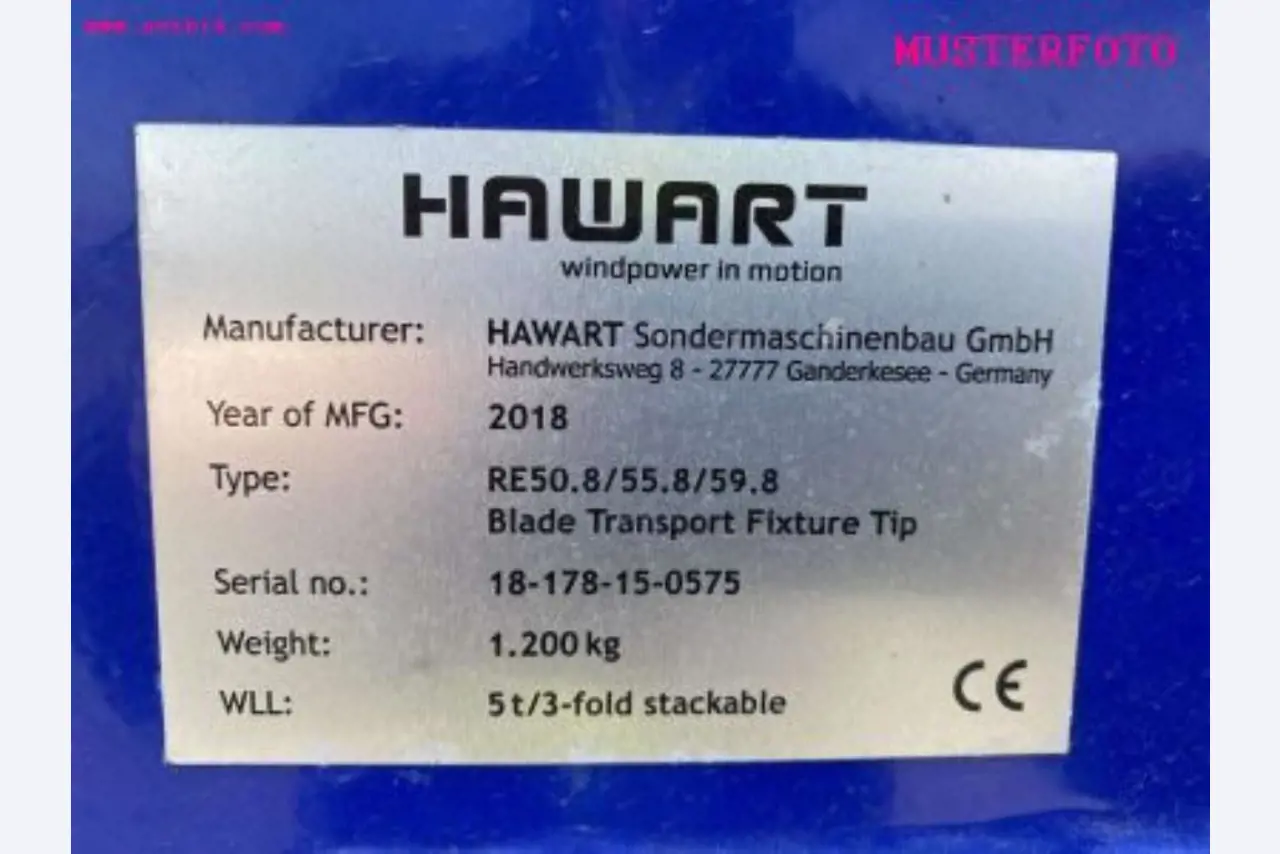 MUSTERFOTO
HAWART
windpower in motion
Manufacturer: HAWART Sondermaschinenbau GmbH
Handwerksweg 8 - 27777 Ganderkesee - Germany
Year of MFG: 2018
Type: RE50.8/55.8/59.8
Blade Transport Fixture Tip
Serial no.: 18-178-15-0575
Weight: 1.200 kg
WLL: 5 t/3-fold stackable
CE